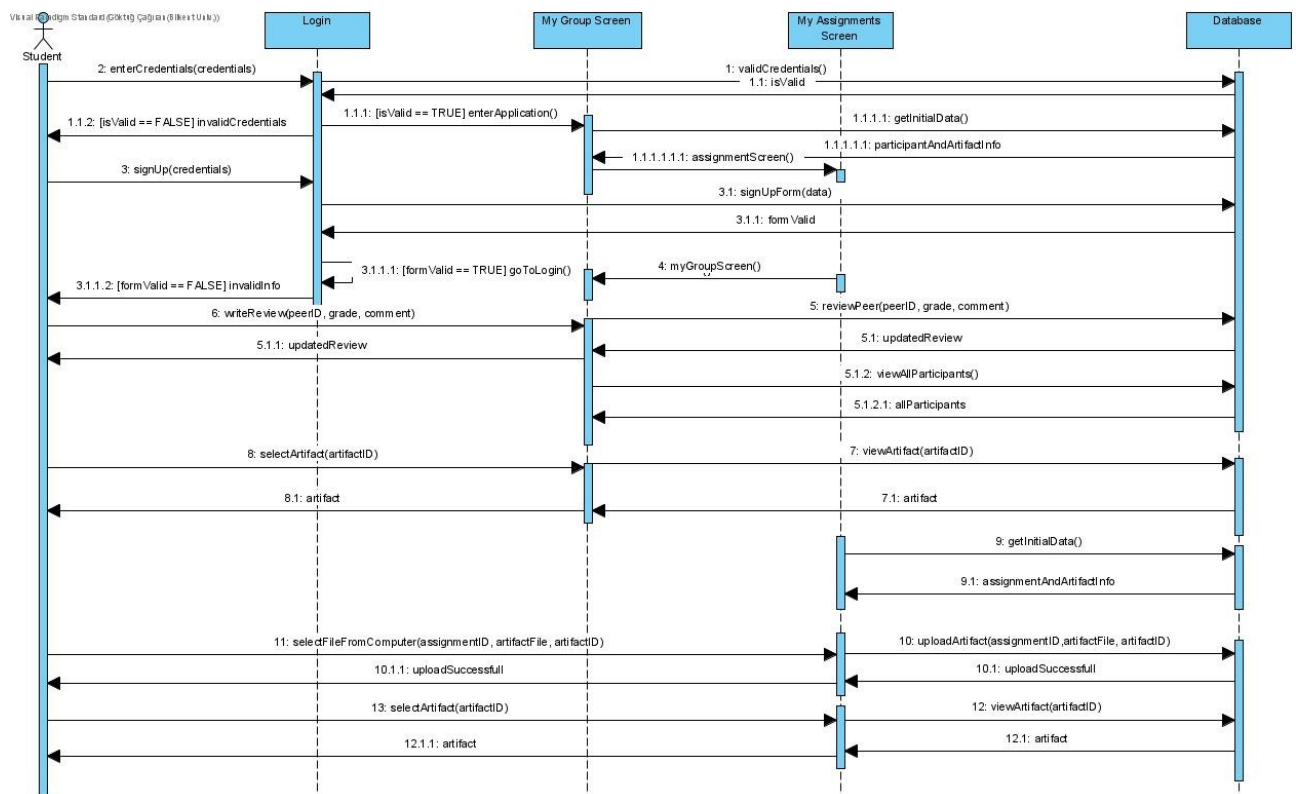 Visual Paradigm Standard (Göktuğ Çağıran (Bilkent Univ.))
Student
Login
My Group Screen
My Assignments
Screen
Database
2: enterCredentials(credentials)
1: validCredentials()
1.1: isValid
1.1.1: [isValid == TRUE] enterApplication()
1.1.2: [isValid == FALSE] invalidCredentials
1.1.1.1: getInitialData()
1.1.1.1.1: participantAndArtifactInfo
1.1.1.1.1.1: assignmentScreen()
3: signUp(credentials)
3.1: signUpForm(data)
3.1.1: formValid
3.1.1.1: [formValid == TRUE] goToLogin()
4: myGroupScreen()
3.1.1.2: [formValid == FALSE] invalidInfo
6: writeReview(peerID, grade, comment)
5: reviewPeer(peerID, grade, comment)
5.1.1: updatedReview
5.1: updatedReview
5.1.2: viewAllParticipants()
5.1.2.1: allParticipants
8: selectArtifact(artifactID)
7: viewArtifact(artifactID)
8.1: artifact
7.1: artifact
9: getInitialData()
9.1: assignmentAndArtifactInfo
11: selectFileFromComputer(assignmentID, artifactFile, artifactID)
10: uploadArtifact(assignmentID,artifactFile, artifactID)
10.1.1: uploadSuccessfull
10.1: uploadSuccessfull
13: selectArtifact(artifactID)
12: viewArtifact(artifactID)
12.1.1: artifact
12.1: artifact